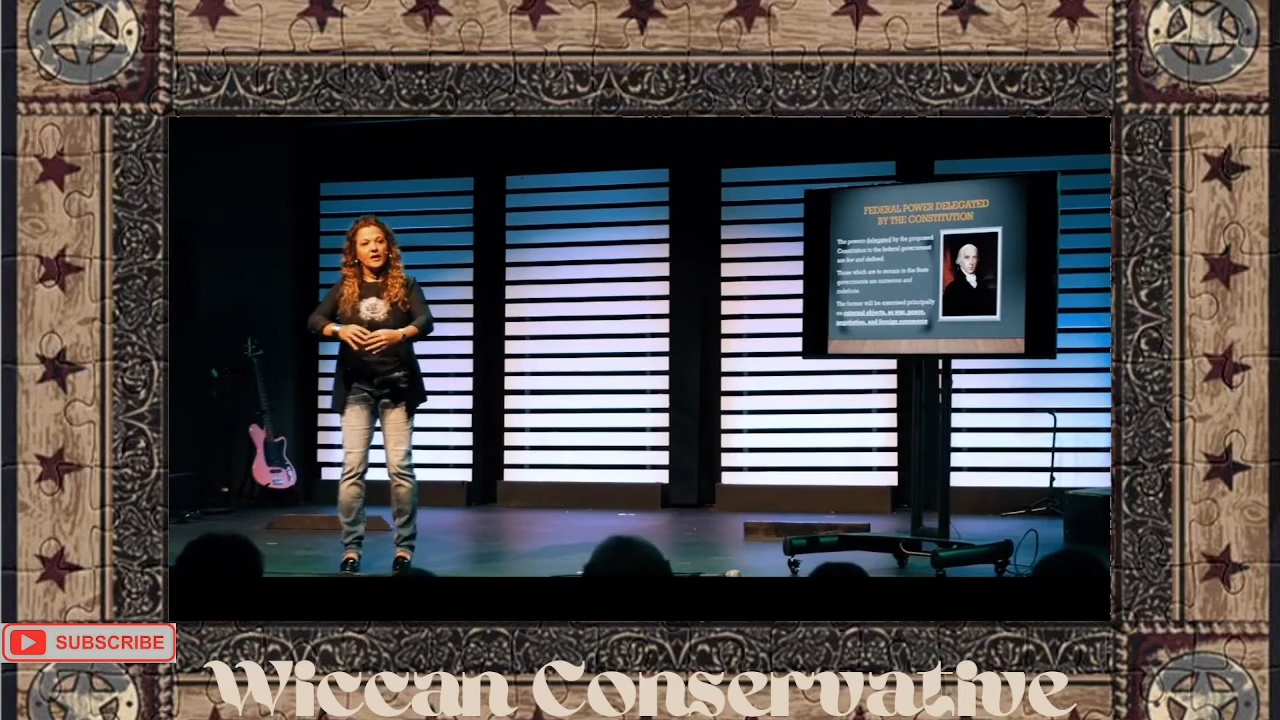 FEDERAL POWER DELEGATED
BY THE CONSTITUTION
The powers delegated by the proposed
Constitution to the federal government
are few and defined.
Those which are to remain in the State
governments are numerous and
indefinite.
The former will be exercised principally
on external objects, as war, peace,
negotiation, and foreign commerce
SUBSCRIBE
Wiccan Conservative